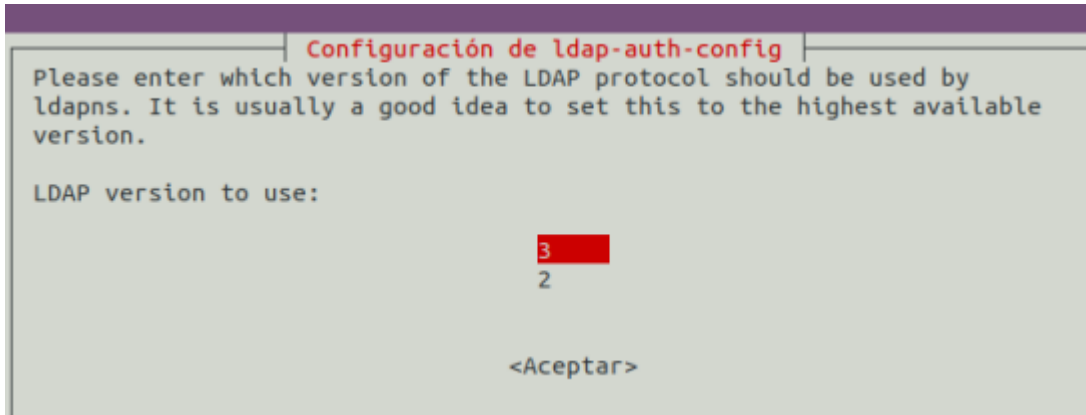 Configuración de ldap-auth-config
Please enter which version of the LDAP protocol should be used by
ldapns. It is usually a good idea to set this to the highest available
version.
LDAP version to use:
3
2
<Aceptar>